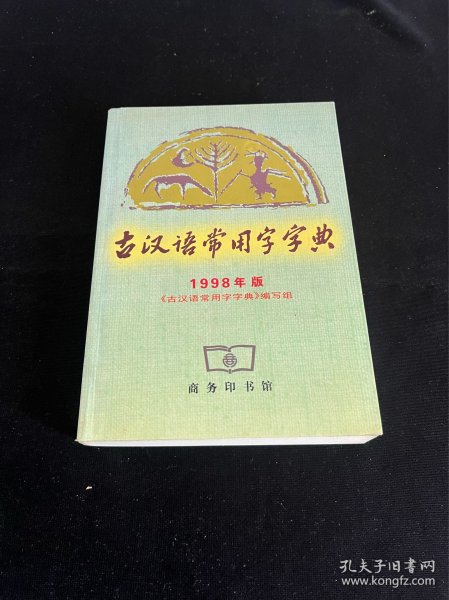 古汉语常用字字典
1998年版
《古汉语常用字字典》编写组
商务印书馆
孔夫子旧书网
www.kongfz.com